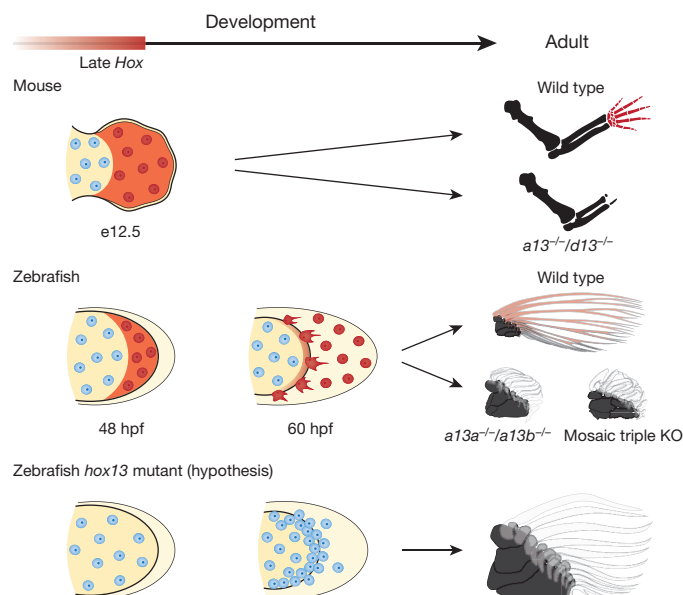 Development
Adult
Late Hox
Mouse
Wild type
e12.5
a13–/–/d13–/–
Zebrafish
Wild type
48 hpf
60 hpf
a13a–/–/a13b–/–
Mosaic triple KO
Zebrafish hox13 mutant (hypothesis)